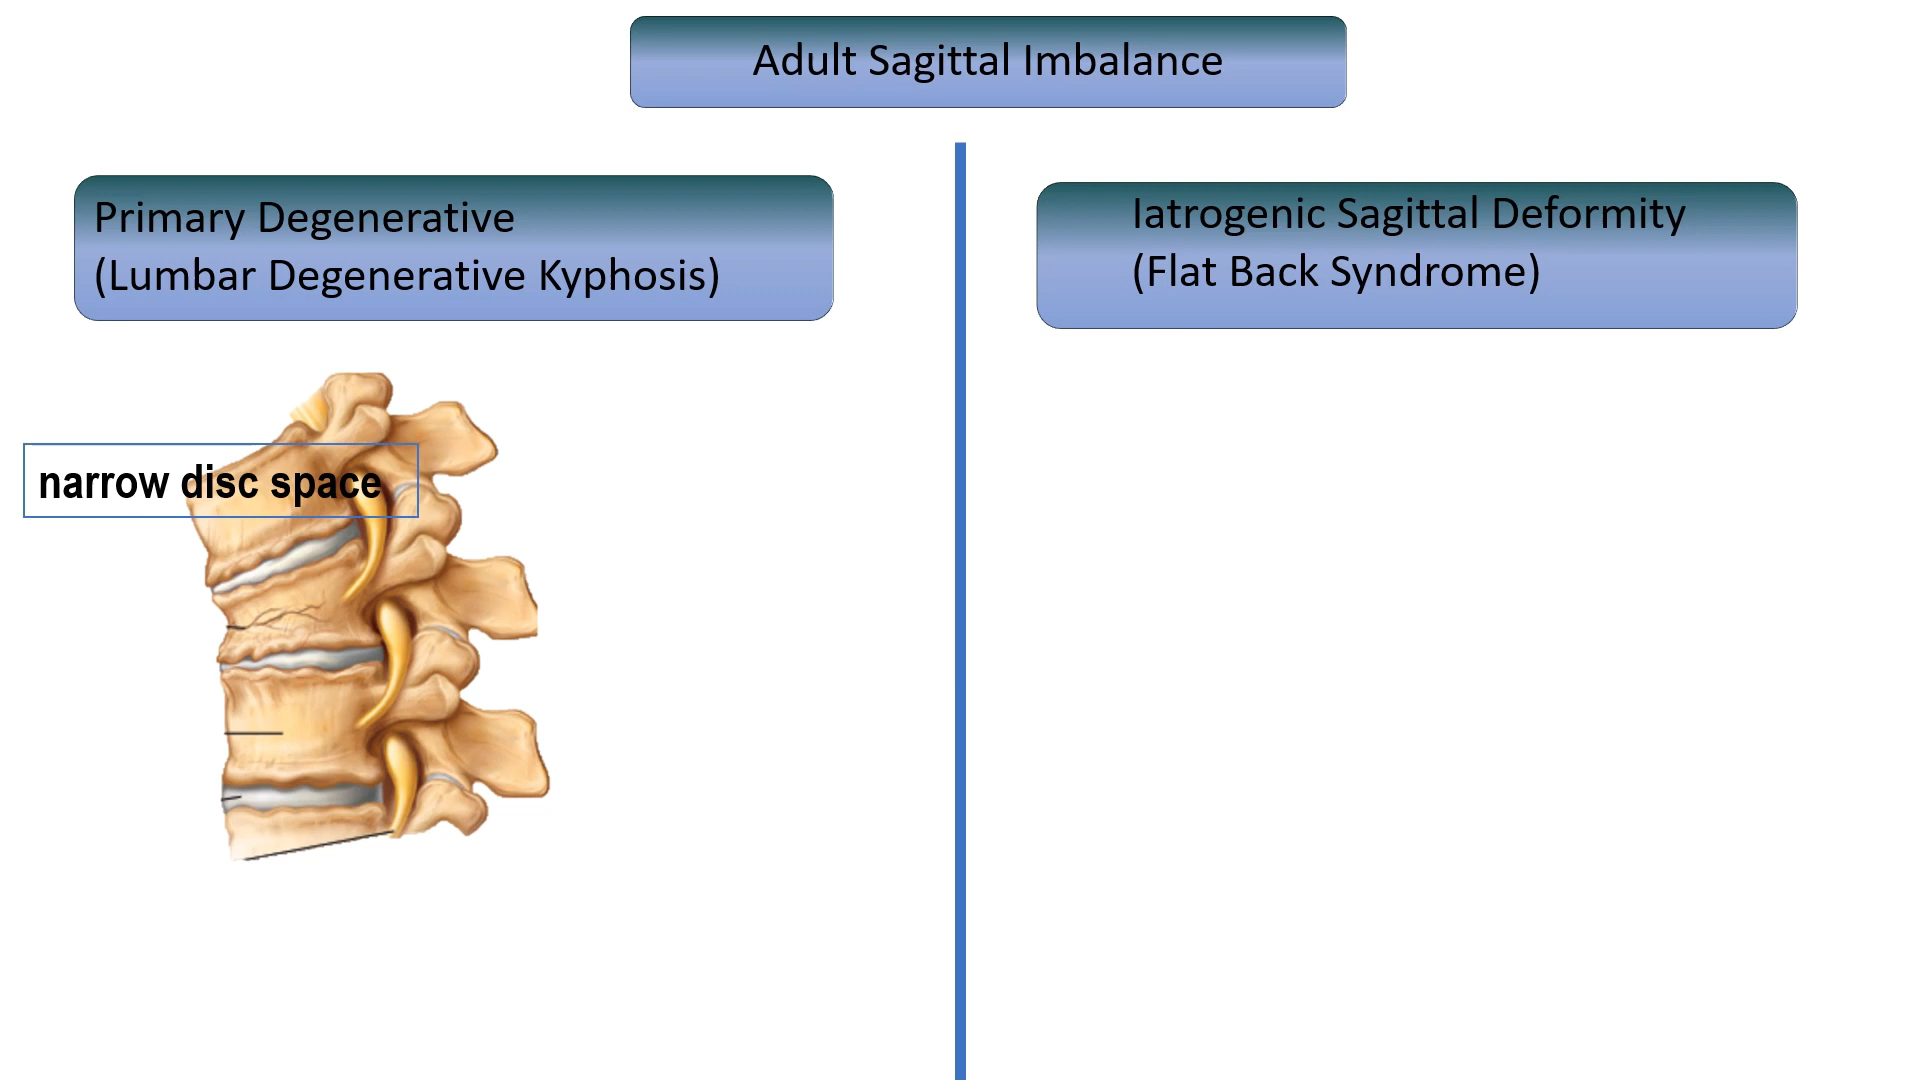 Adult Sagittal Imbalance
Primary Degenerative
(Lumbar Degenerative Kyphosis)
Iatrogenic Sagittal Deformity
(Flat Back Syndrome)
narrow disc space